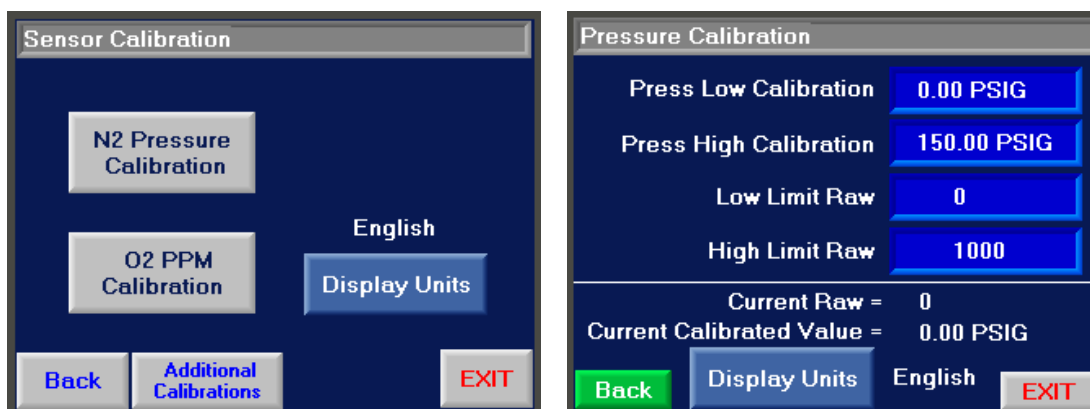 Sensor Calibration
N2 Pressure
Calibration
O2 PPM
Calibration
English
Display Units
Back
Additional
Calibrations
EXIT
Pressure Calibration
Press Low Calibration 0.00 PSIG
Press High Calibration 150.00 PSIG
Low Limit Raw 0
High Limit Raw 1000
Current Raw = 0
Current Calibrated Value = 0.00 PSIG
Back
Display Units
English
EXIT